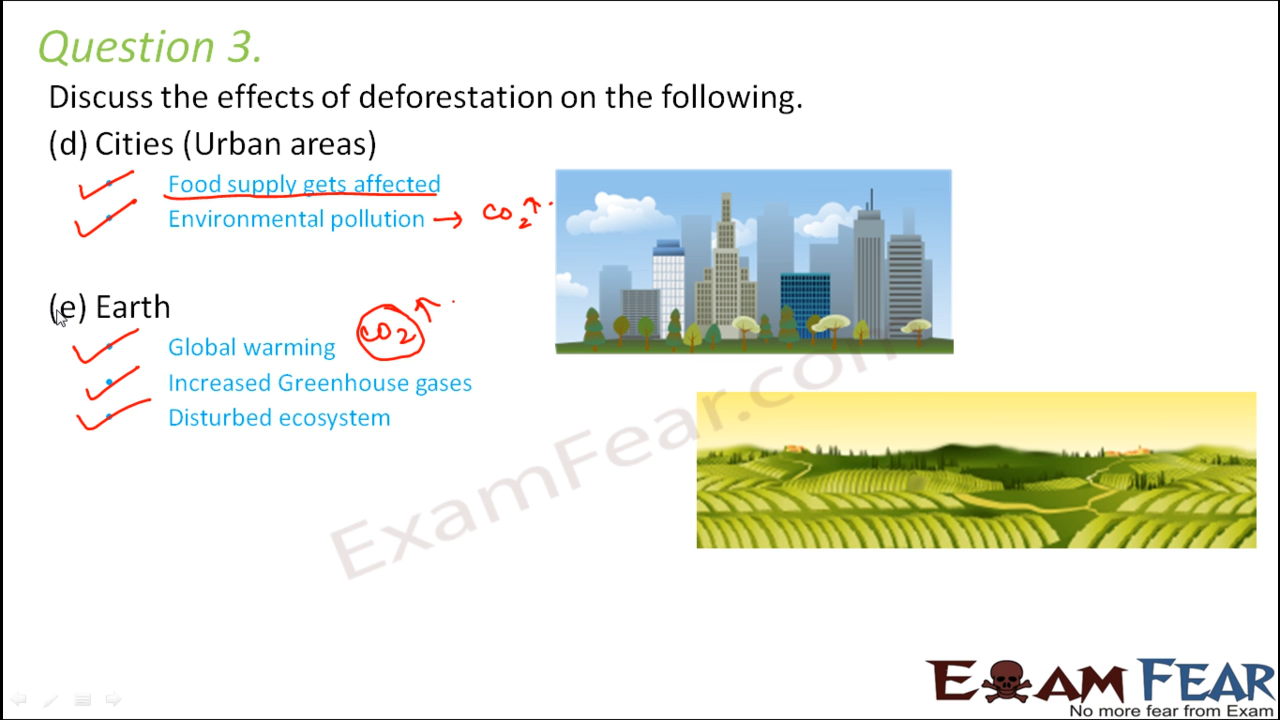 Question 3.
Discuss the effects of deforestation on the following.
(d) Cities (Urban areas)
• Food supply gets affected
• Environmental pollution → CO2 ↑.
(e) Earth
• Global warming CO2 ↑.
• Increased Greenhouse gases
• Disturbed ecosystem
ExamFear.com
EXAM FEAR
No more fear from Exam